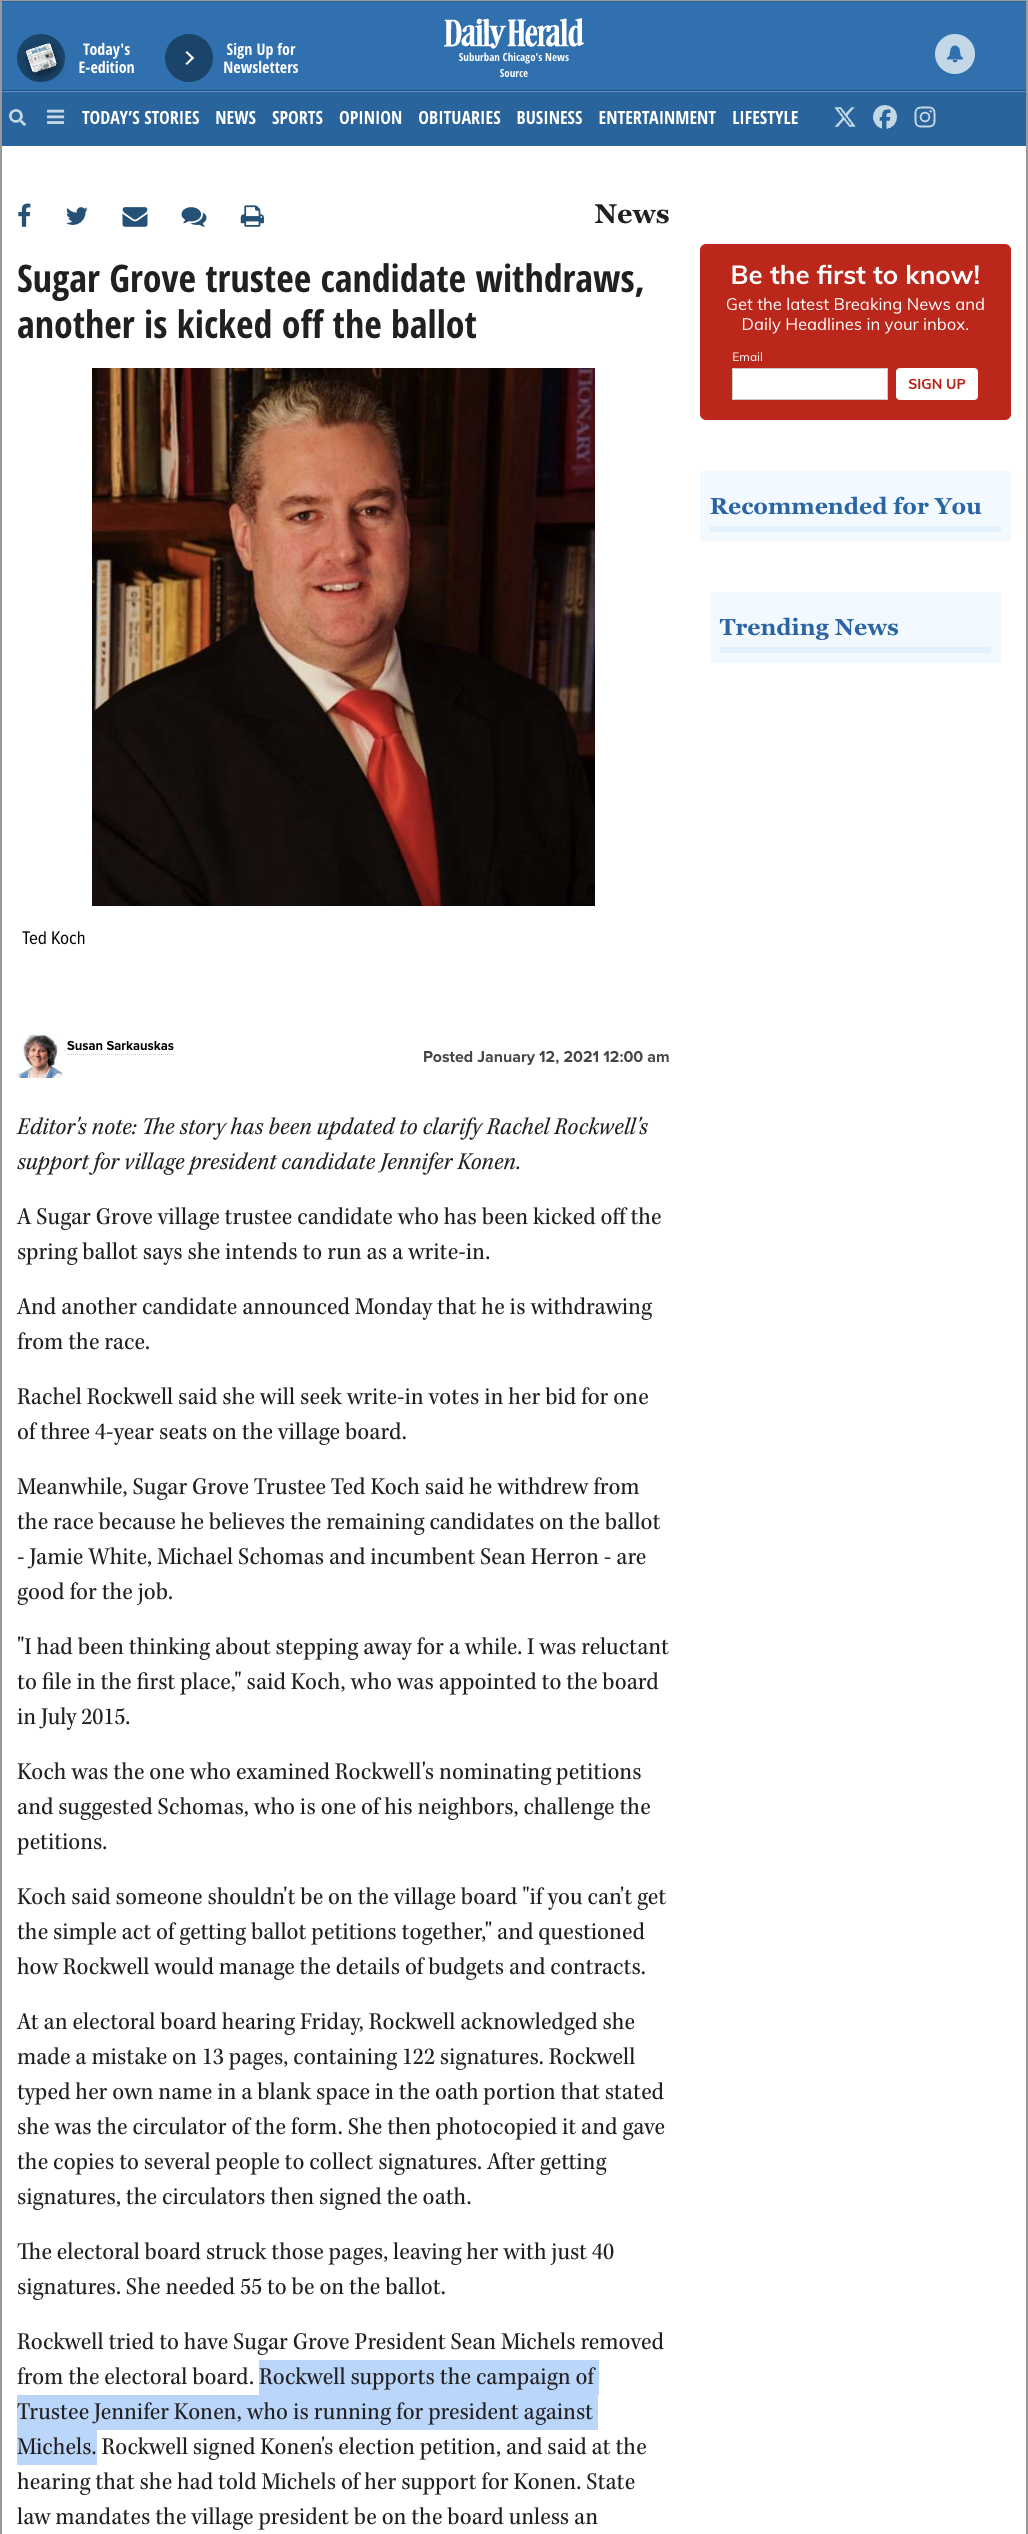 Today's
E-edition
Sign Up for
Newsletters
Daily Herald
Suburban Chicago's News
Source
TODAY'S STORIES NEWS SPORTS OPINION OBITUARIES BUSINESS ENTERTAINMENT LIFESTYLE
News
Sugar Grove trustee candidate withdraws,
another is kicked off the ballot
Be the first to know!
Get the latest Breaking News and
Daily Headlines in your inbox.
Email
SIGN UP
Recommended for You
Trending News
Ted Koch
Susan Sarkauskas
Posted January 12, 2021 12:00 am
Editor's note: The story has been updated to clarify Rachel Rockwell's
support for village president candidate Jennifer Konen.
A Sugar Grove village trustee candidate who has been kicked off the
spring ballot says she intends to run as a write-in.
And another candidate announced Monday that he is withdrawing
from the race.
Rachel Rockwell said she will seek write-in votes in her bid for one
of three 4-year seats on the village board.
Meanwhile, Sugar Grove Trustee Ted Koch said he withdrew from
the race because he believes the remaining candidates on the ballot
- Jamie White, Michael Schomas and incumbent Sean Herron - are
good for the job.
"I had been thinking about stepping away for a while. I was reluctant
to file in the first place," said Koch, who was appointed to the board
in July 2015.
Koch was the one who examined Rockwell's nominating petitions
and suggested Schomas, who is one of his neighbors, challenge the
petitions.
Koch said someone shouldn't be on the village board "if you can't get
the simple act of getting ballot petitions together," and questioned
how Rockwell would manage the details of budgets and contracts.
At an electoral board hearing Friday, Rockwell acknowledged she
made a mistake on 13 pages, containing 122 signatures. Rockwell
typed her own name in a blank space in the oath portion that stated
she was the circulator of the form. She then photocopied it and gave
the copies to several people to collect signatures. After getting
signatures, the circulators then signed the oath.
The electoral board struck those pages, leaving her with just 40
signatures. She needed 55 to be on the ballot.
Rockwell tried to have Sugar Grove President Sean Michels removed
from the electoral board. Rockwell supports the campaign of
Trustee Jennifer Konen, who is running for president against
Michels. Rockwell signed Konen's election petition, and said at the
hearing that she had told Michels of her support for Konen. State
law mandates the village president be on the board unless an